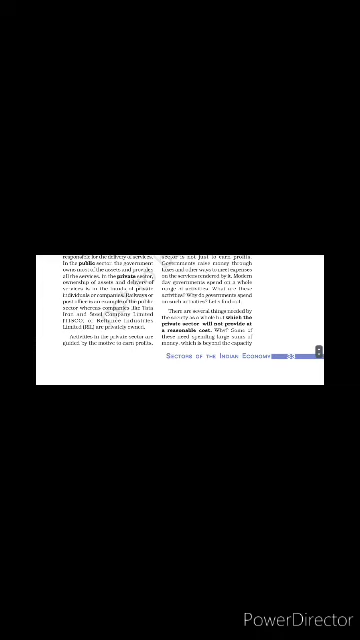 responsible for the delivery of services.
In the public sector, the government
owns most of the assets and provides
all the services. In the private sector,
ownership of assets and delivery of
services is in the hands of private
individuals or companies. Railways or
post office is an example of the public
sector whereas companies like Tata
Iron and Steel Company Limited
(TISCO) or Reliance Industries
Limited (RIL) are privately owned.
Activities in the private sector are
guided by the motive to earn profits.
sector is not just to earn profits.
Governments raise money through
taxes and other ways to meet expenses
on the services rendered by it. Modern
day governments spend on a whole
range of activities. What are these
activities? Why do governments spend
on such activities? Let's find out.
There are several things needed by
the society as a whole but which the
private sector will not provide at
a reasonable cost. Why? Some of
these need spending large sums of
money, which is beyond the capacity
SECTORS OF THE INDIAN ECONOMY
PowerDirector